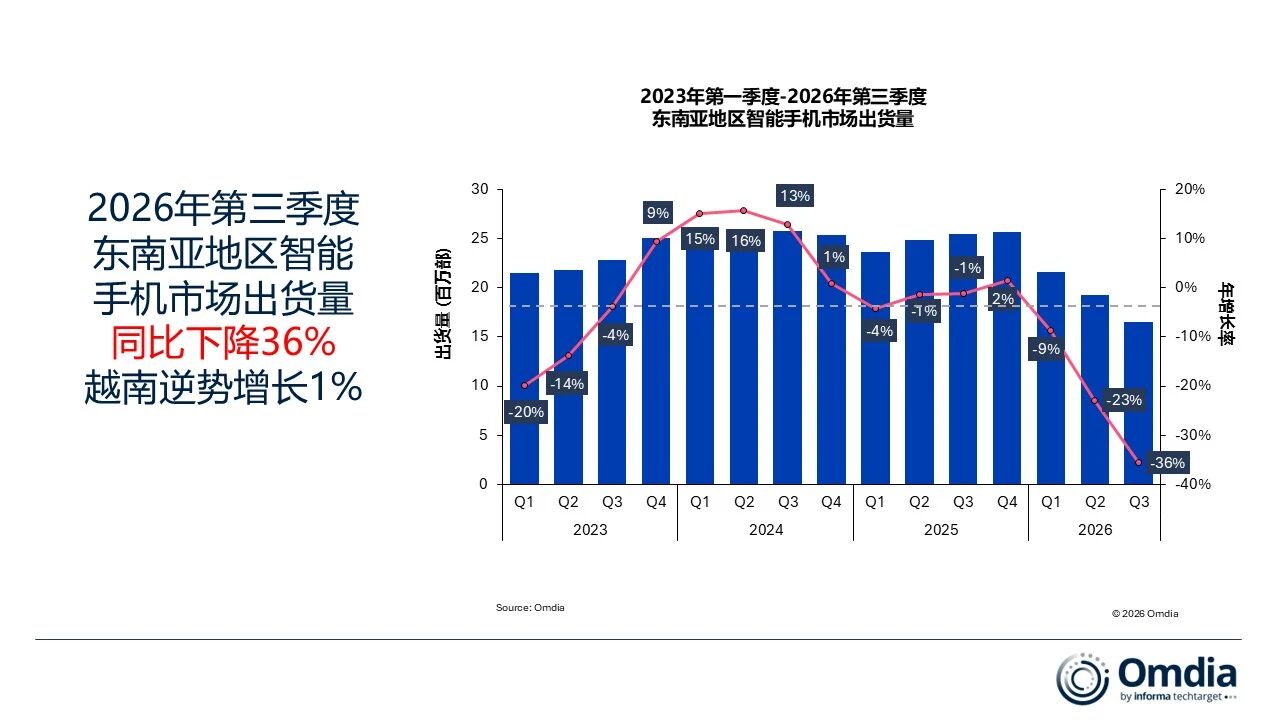 2023年第一季度-2026年第三季度
东南亚地区智能手机市场出货量
2026年第三季度
东南亚地区智能
手机市场出货量
同比下降36%
越南逆势增长1%
出货量（百万部）
30
25
20
15
10
5
0
20%
10%
0%
-10%
-20%
-30%
-40%
年增长率
-20%
-14%
-4%
9%
15%
16%
13%
1%
-4%
-1%
-1%
2%
-9%
-23%
-36%
Q1 Q2 Q3 Q4 Q1 Q2 Q3 Q4 Q1 Q2 Q3 Q4 Q1 Q2 Q3
2023 2024 2025 2026
Source: Omdia
© 2026 Omdia
Omdia
by informa techtarget